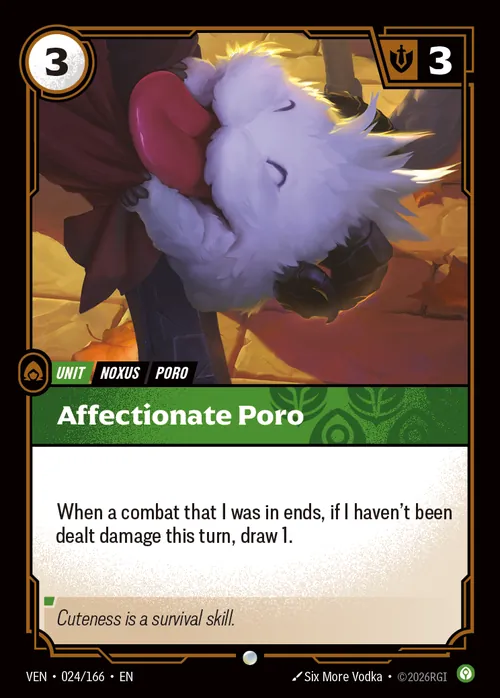 3
3
UNIT NOXUS PORO
Affectionate Poro
When a combat that I was in ends, if I haven't been
dealt damage this turn, draw 1.
Cuteness is a survival skill.
VEN • 024/166 • EN Six More Vodka • ©2026RGI